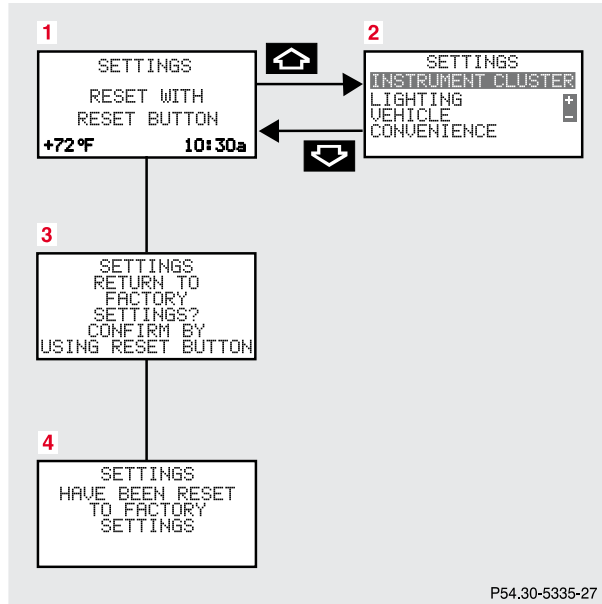 1
SETTINGS
RESET WITH
RESET BUTTON
+72°F 10:30a
2
SETTINGS
INSTRUMENT CLUSTER
LIGHTING +
VEHICLE –
CONVENIENCE
3
SETTINGS
RETURN TO
FACTORY
SETTINGS?
CONFIRM BY
USING RESET BUTTON
4
SETTINGS
HAVE BEEN RESET
TO FACTORY
SETTINGS
P54.30-5335-27